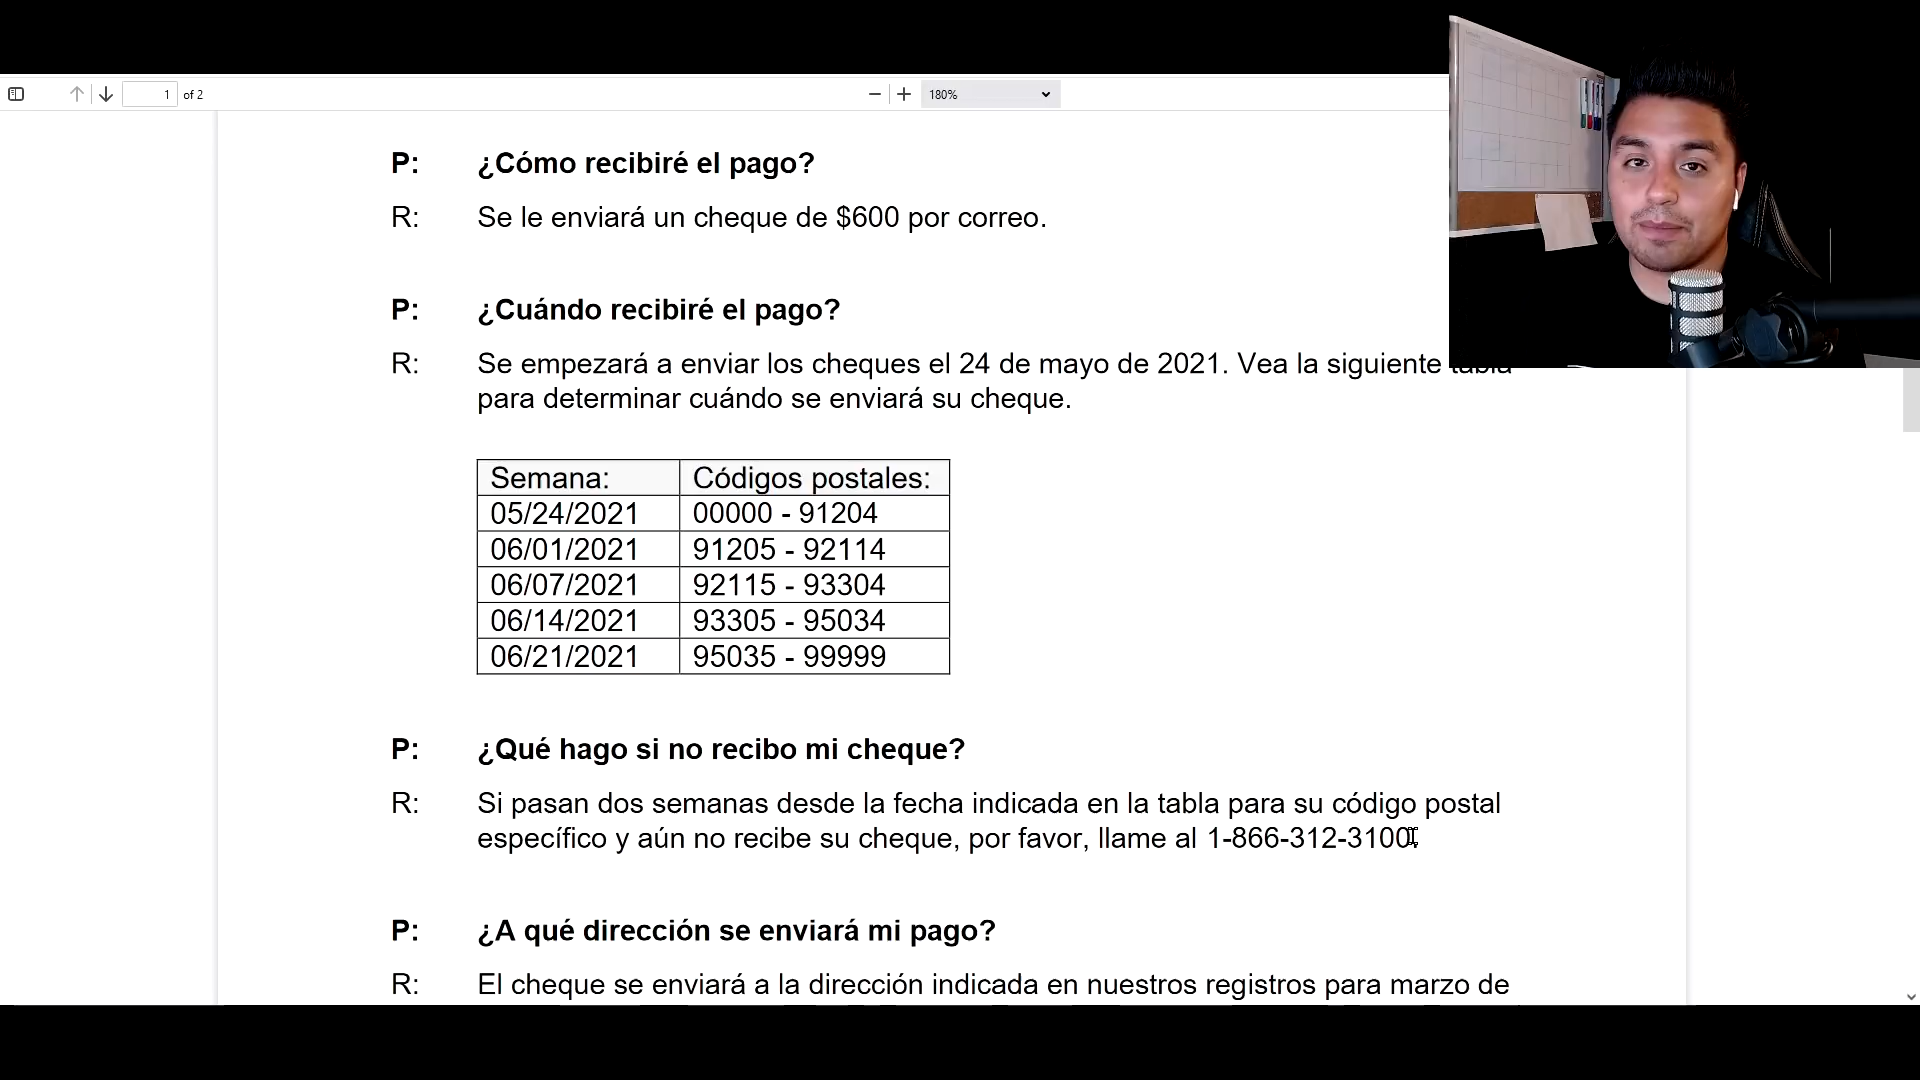 1 of 2
180%
P: ¿Cómo recibiré el pago?
R: Se le enviará un cheque de $600 por correo.
P: ¿Cuándo recibiré el pago?
R: Se empezará a enviar los cheques el 24 de mayo de 2021. Vea la siguiente tabla
para determinar cuándo se enviará su cheque.
Semana: Códigos postales:
05/24/2021 00000 - 91204
06/01/2021 91205 - 92114
06/07/2021 92115 - 93304
06/14/2021 93305 - 95034
06/21/2021 95035 - 99999
P: ¿Qué hago si no recibo mi cheque?
R: Si pasan dos semanas desde la fecha indicada en la tabla para su código postal
específico y aún no recibe su cheque, por favor, llame al 1-866-312-3100.
P: ¿A qué dirección se enviará mi pago?
R: El cheque se enviará a la dirección indicada en nuestros registros para marzo de